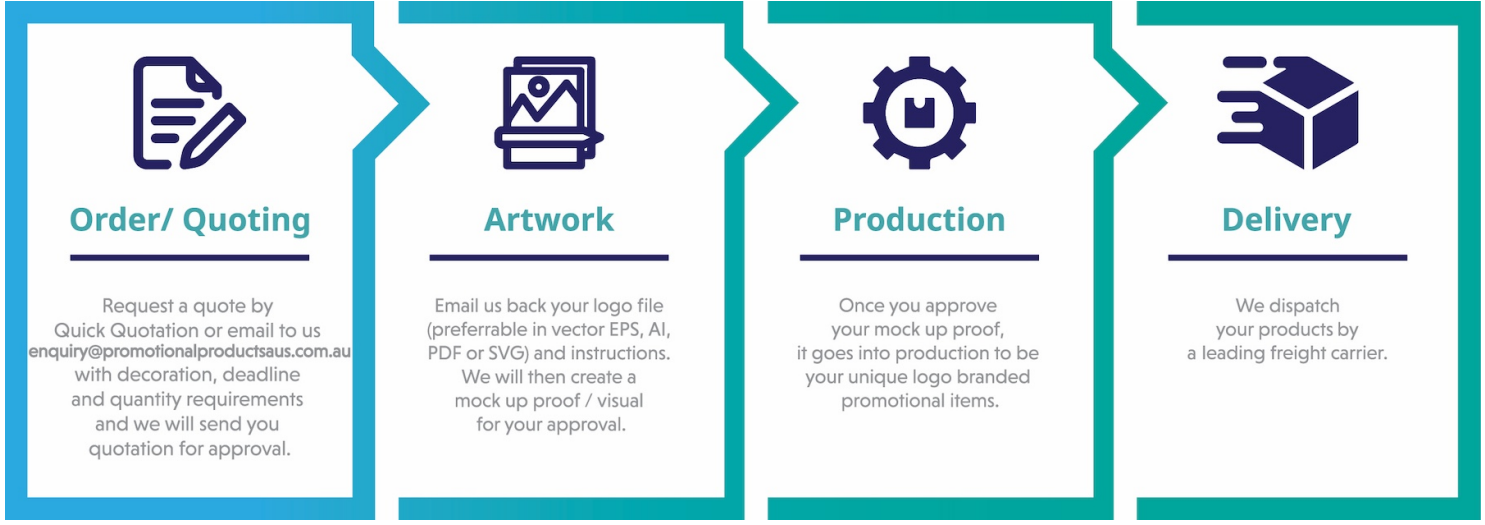 Order/ Quoting
Request a quote by
Quick Quotation or email to us
enquiry@promotionalproductsaus.com.au
with decoration, deadline
and quantity requirements
and we will send you
quotation for approval.
Artwork
Email us back your logo file
(preferrable in vector EPS, AI,
PDF or SVG) and instructions.
We will then create a
mock up proof / visual
for your approval.
Production
Once you approve
your mock up proof,
it goes into production to be
your unique logo branded
promotional items.
Delivery
We dispatch
your products by
a leading freight carrier.